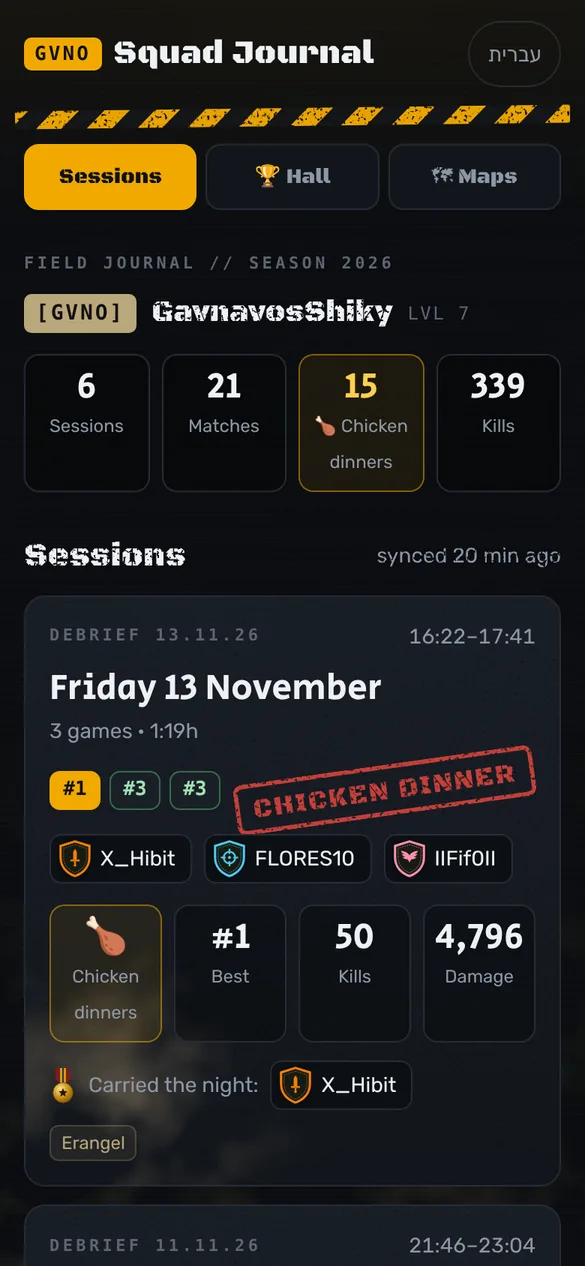 GVNO Squad Journal עברית
Sessions 🏆 Hall 🗺 Maps
FIELD JOURNAL // SEASON 2026
[GVNO] GavnavosShiky LVL 7
6 21 15 339
Sessions Matches 🍗 Chicken dinners Kills
Sessions synced 20 min ago
DEBRIEF 13.11.26 16:22–17:41
Friday 13 November
3 games • 1:19h
#1 #3 #3 CHICKEN DINNER
X_Hibit FLORES10 IIFif0II
🍗 #1 50 4,796
Chicken dinners Best Kills Damage
🎖 Carried the night: X_Hibit
Erangel
DEBRIEF 11.11.26 21:46–23:04